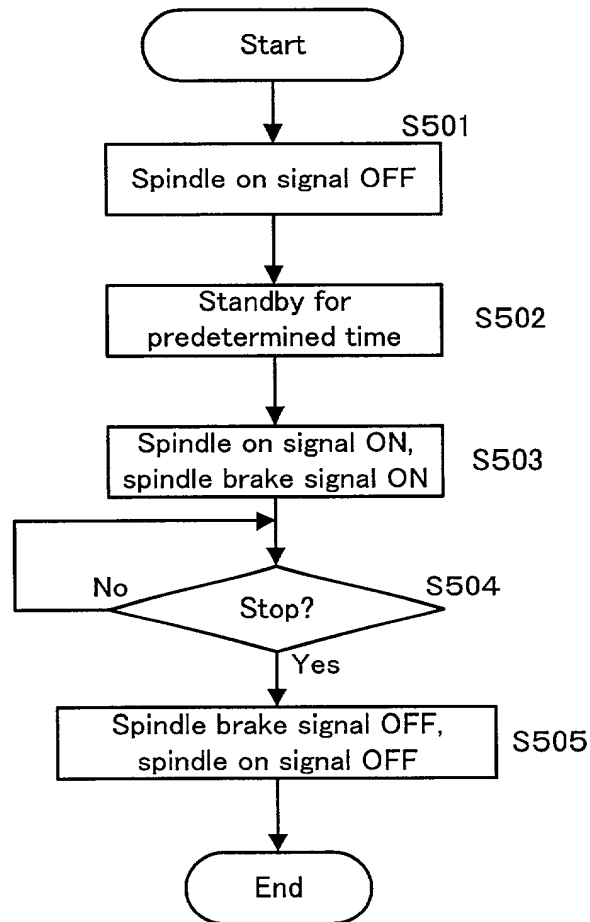 Start
S501
Spindle on signal OFF
Standby for
predetermined time
S502
Spindle on signal ON,
spindle brake signal ON
S503
No
Stop?
S504
Yes
Spindle brake signal OFF,
spindle on signal OFF
S505
End